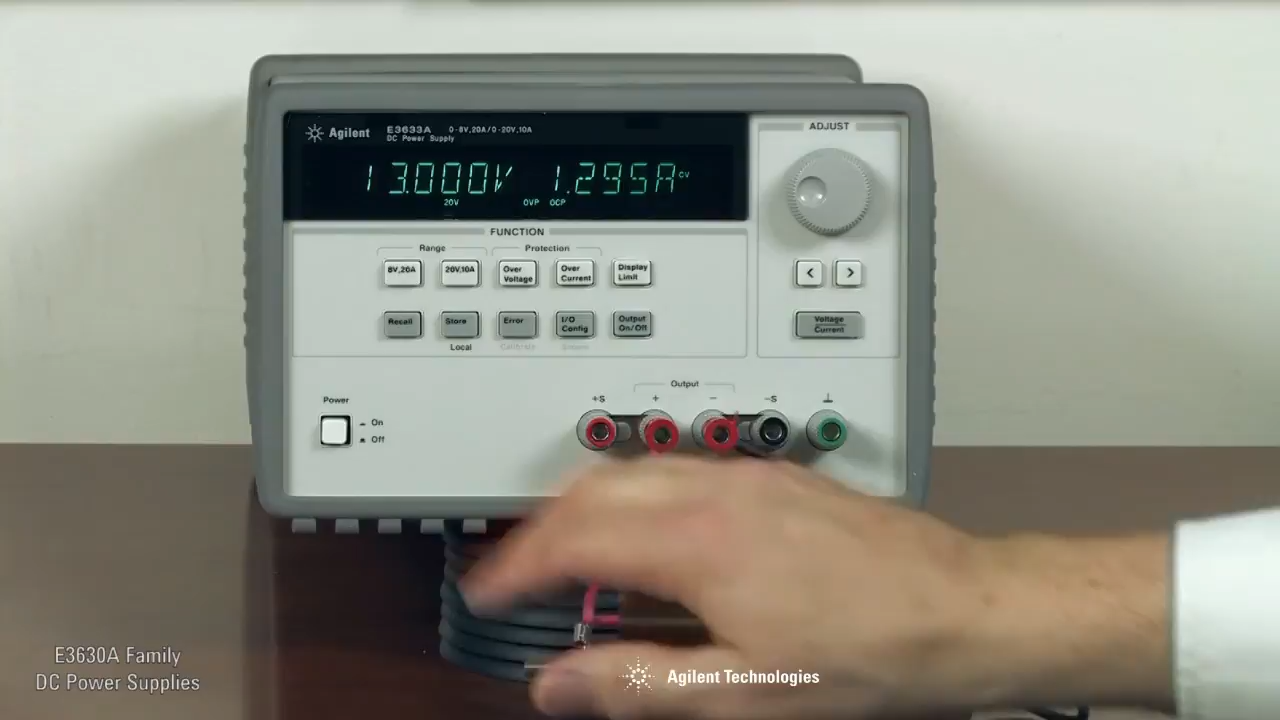 Agilent E3633A 0-8V,20A/0-20V,10A
DC Power Supply
13.000V 1.295A CV
20V OVP OCP
ADJUST
FUNCTION
Range Protection
8V,20A 20V,10A Over Voltage Over Current Display Limit
< >
Recall Store Error I/O Config Output On/Off
Voltage Current
Local Calibrate Secure
Output
Power
On
Off
+S + − −S ⏚
E3630A Family
DC Power Supplies
Agilent Technologies